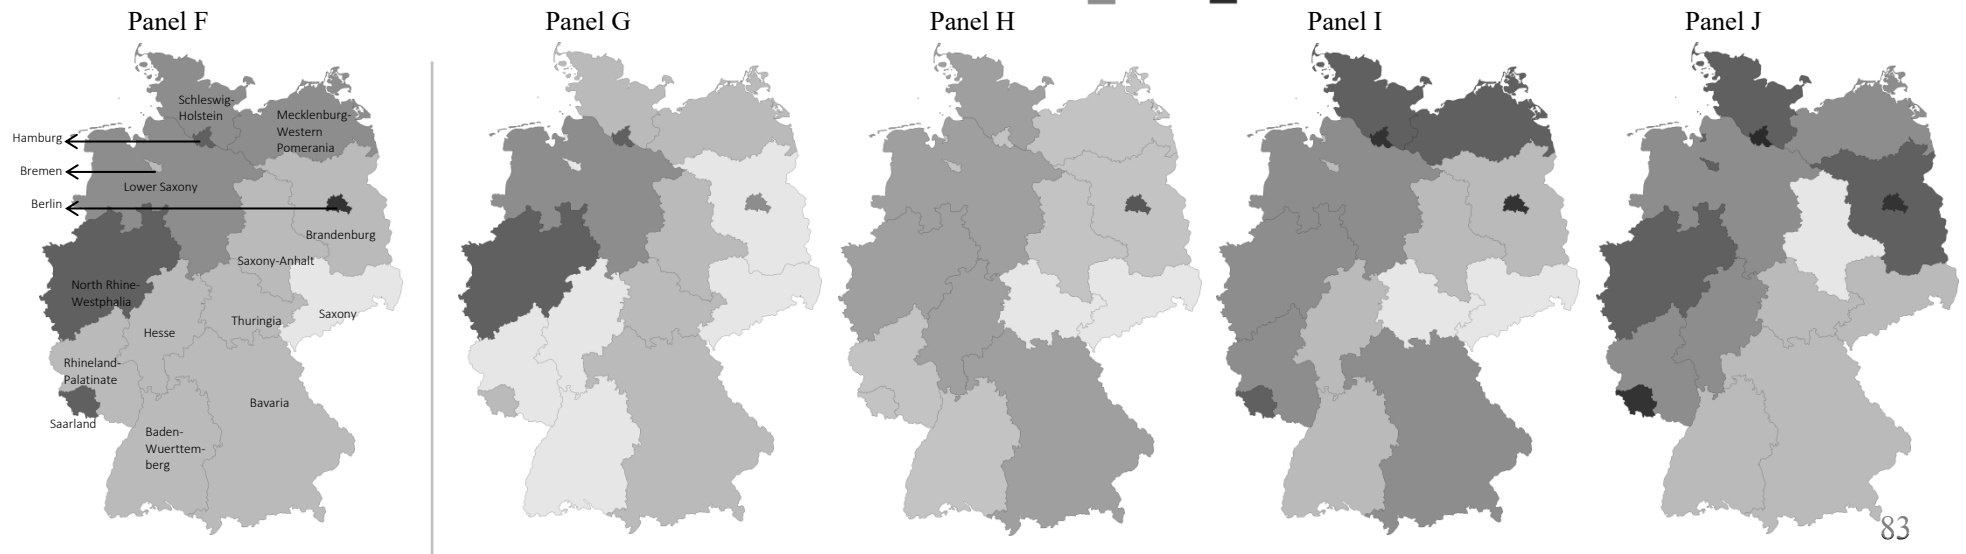 Panel F
Panel G
Panel H
Panel I
Panel J
Schleswig-
Holstein
Mecklenburg-
Western
Pomerania
Hamburg
Bremen
Lower Saxony
Berlin
Brandenburg
Saxony-Anhalt
North Rhine-
Westphalia
Saxony
Thuringia
Hesse
Rhineland-
Palatinate
Bavaria
Saarland
Baden-
Wuerttem-
berg
83